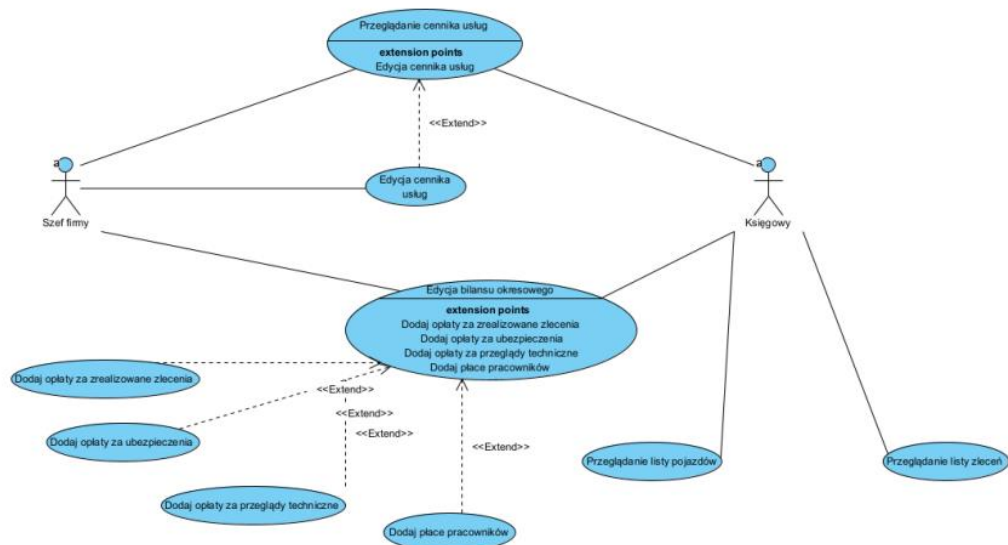 Przeglądanie cennika usług
extension points
Edycja cennika usług
<<Extend>>
a
a
Edycja cennika
usług
Szef firmy
Księgowy
Edycja bilansu okresowego
extension points
Dodaj opłaty za zrealizowane zlecenia
Dodaj opłaty za ubezpieczenia
Dodaj opłaty za przeglądy techniczne
Dodaj płace pracowników
Dodaj opłaty za zrealizowane zlecenia
<<Extend>>
<<Extend>>
<<Extend>>
Dodaj opłaty za ubezpieczenia
<<Extend>>
Przeglądanie listy pojazdów
Przeglądanie listy zleceń
Dodaj opłaty za przeglądy techniczne
Dodaj płace pracowników